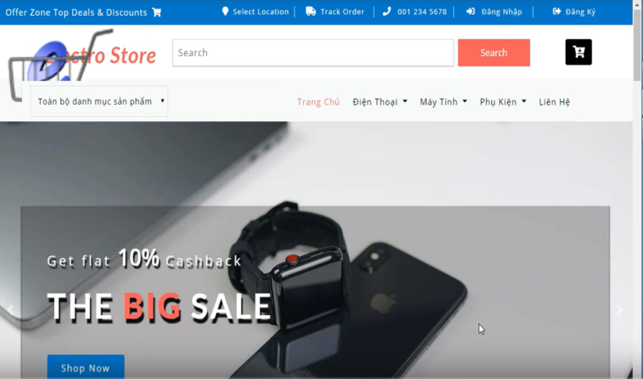 Offer Zone Top Deals & Discounts
Select Location
Track Order
001 234 5678
Đăng Nhập
Đăng Ký
Electro Store
Search
Search
Toàn bộ danh mục sản phẩm
Trang Chủ
Điện Thoại
Máy Tính
Phụ Kiện
Liên Hệ
Get flat 10% Cashback
THE BIG SALE
Shop Now